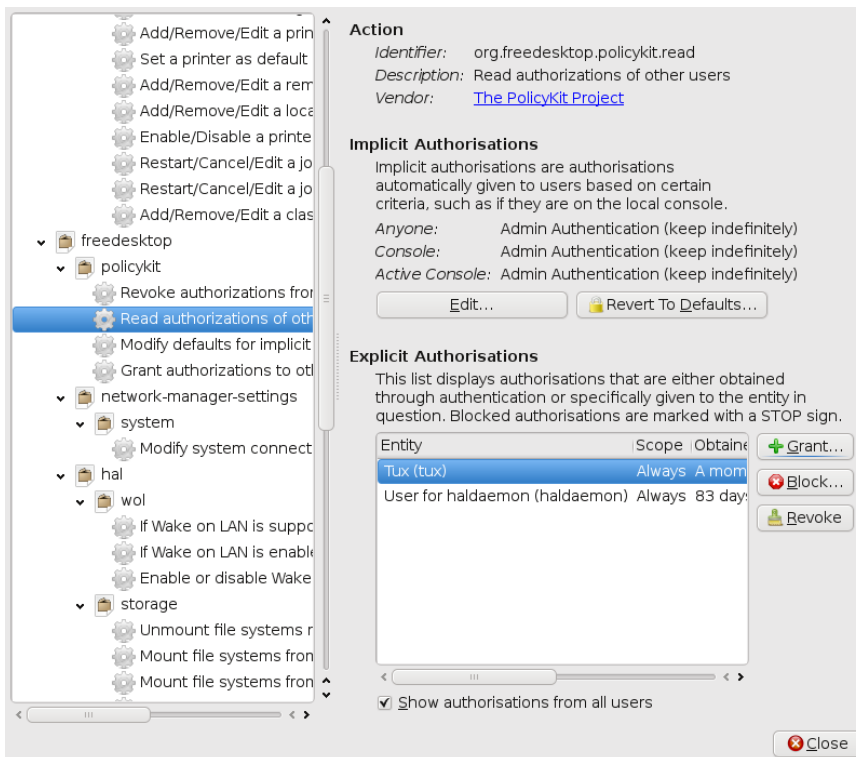 Add/Remove/Edit a prin
Set a printer as default
Add/Remove/Edit a rem
Add/Remove/Edit a loca
Enable/Disable a printe
Restart/Cancel/Edit a jo
Restart/Cancel/Edit a jo
Add/Remove/Edit a clas
freedesktop
policykit
Revoke authorizations fror
Read authorizations of oth
Modify defaults for implicit
Grant authorizations to otl
network-manager-settings
system
Modify system connect
hal
wol
If Wake on LAN is suppo
If Wake on LAN is enable
Enable or disable Wake
storage
Unmount file systems r
Mount file systems from
Mount file systems from
Action
Identifier: org.freedesktop.policykit.read
Description: Read authorizations of other users
Vendor: The PolicyKit Project
Implicit Authorisations
Implicit authorisations are authorisations
automatically given to users based on certain
criteria, such as if they are on the local console.
Anyone: Admin Authentication (keep indefinitely)
Console: Admin Authentication (keep indefinitely)
Active Console: Admin Authentication (keep indefinitely)
Edit... Revert To Defaults...
Explicit Authorisations
This list displays authorisations that are either obtained
through authentication or specifically given to the entity in
question. Blocked authorisations are marked with a STOP sign.
Entity Scope Obtaine
Tux (tux) Always A mom
User for haldaemon (haldaemon) Always 83 day
Grant...
Block...
Revoke
Show authorisations from all users
Close